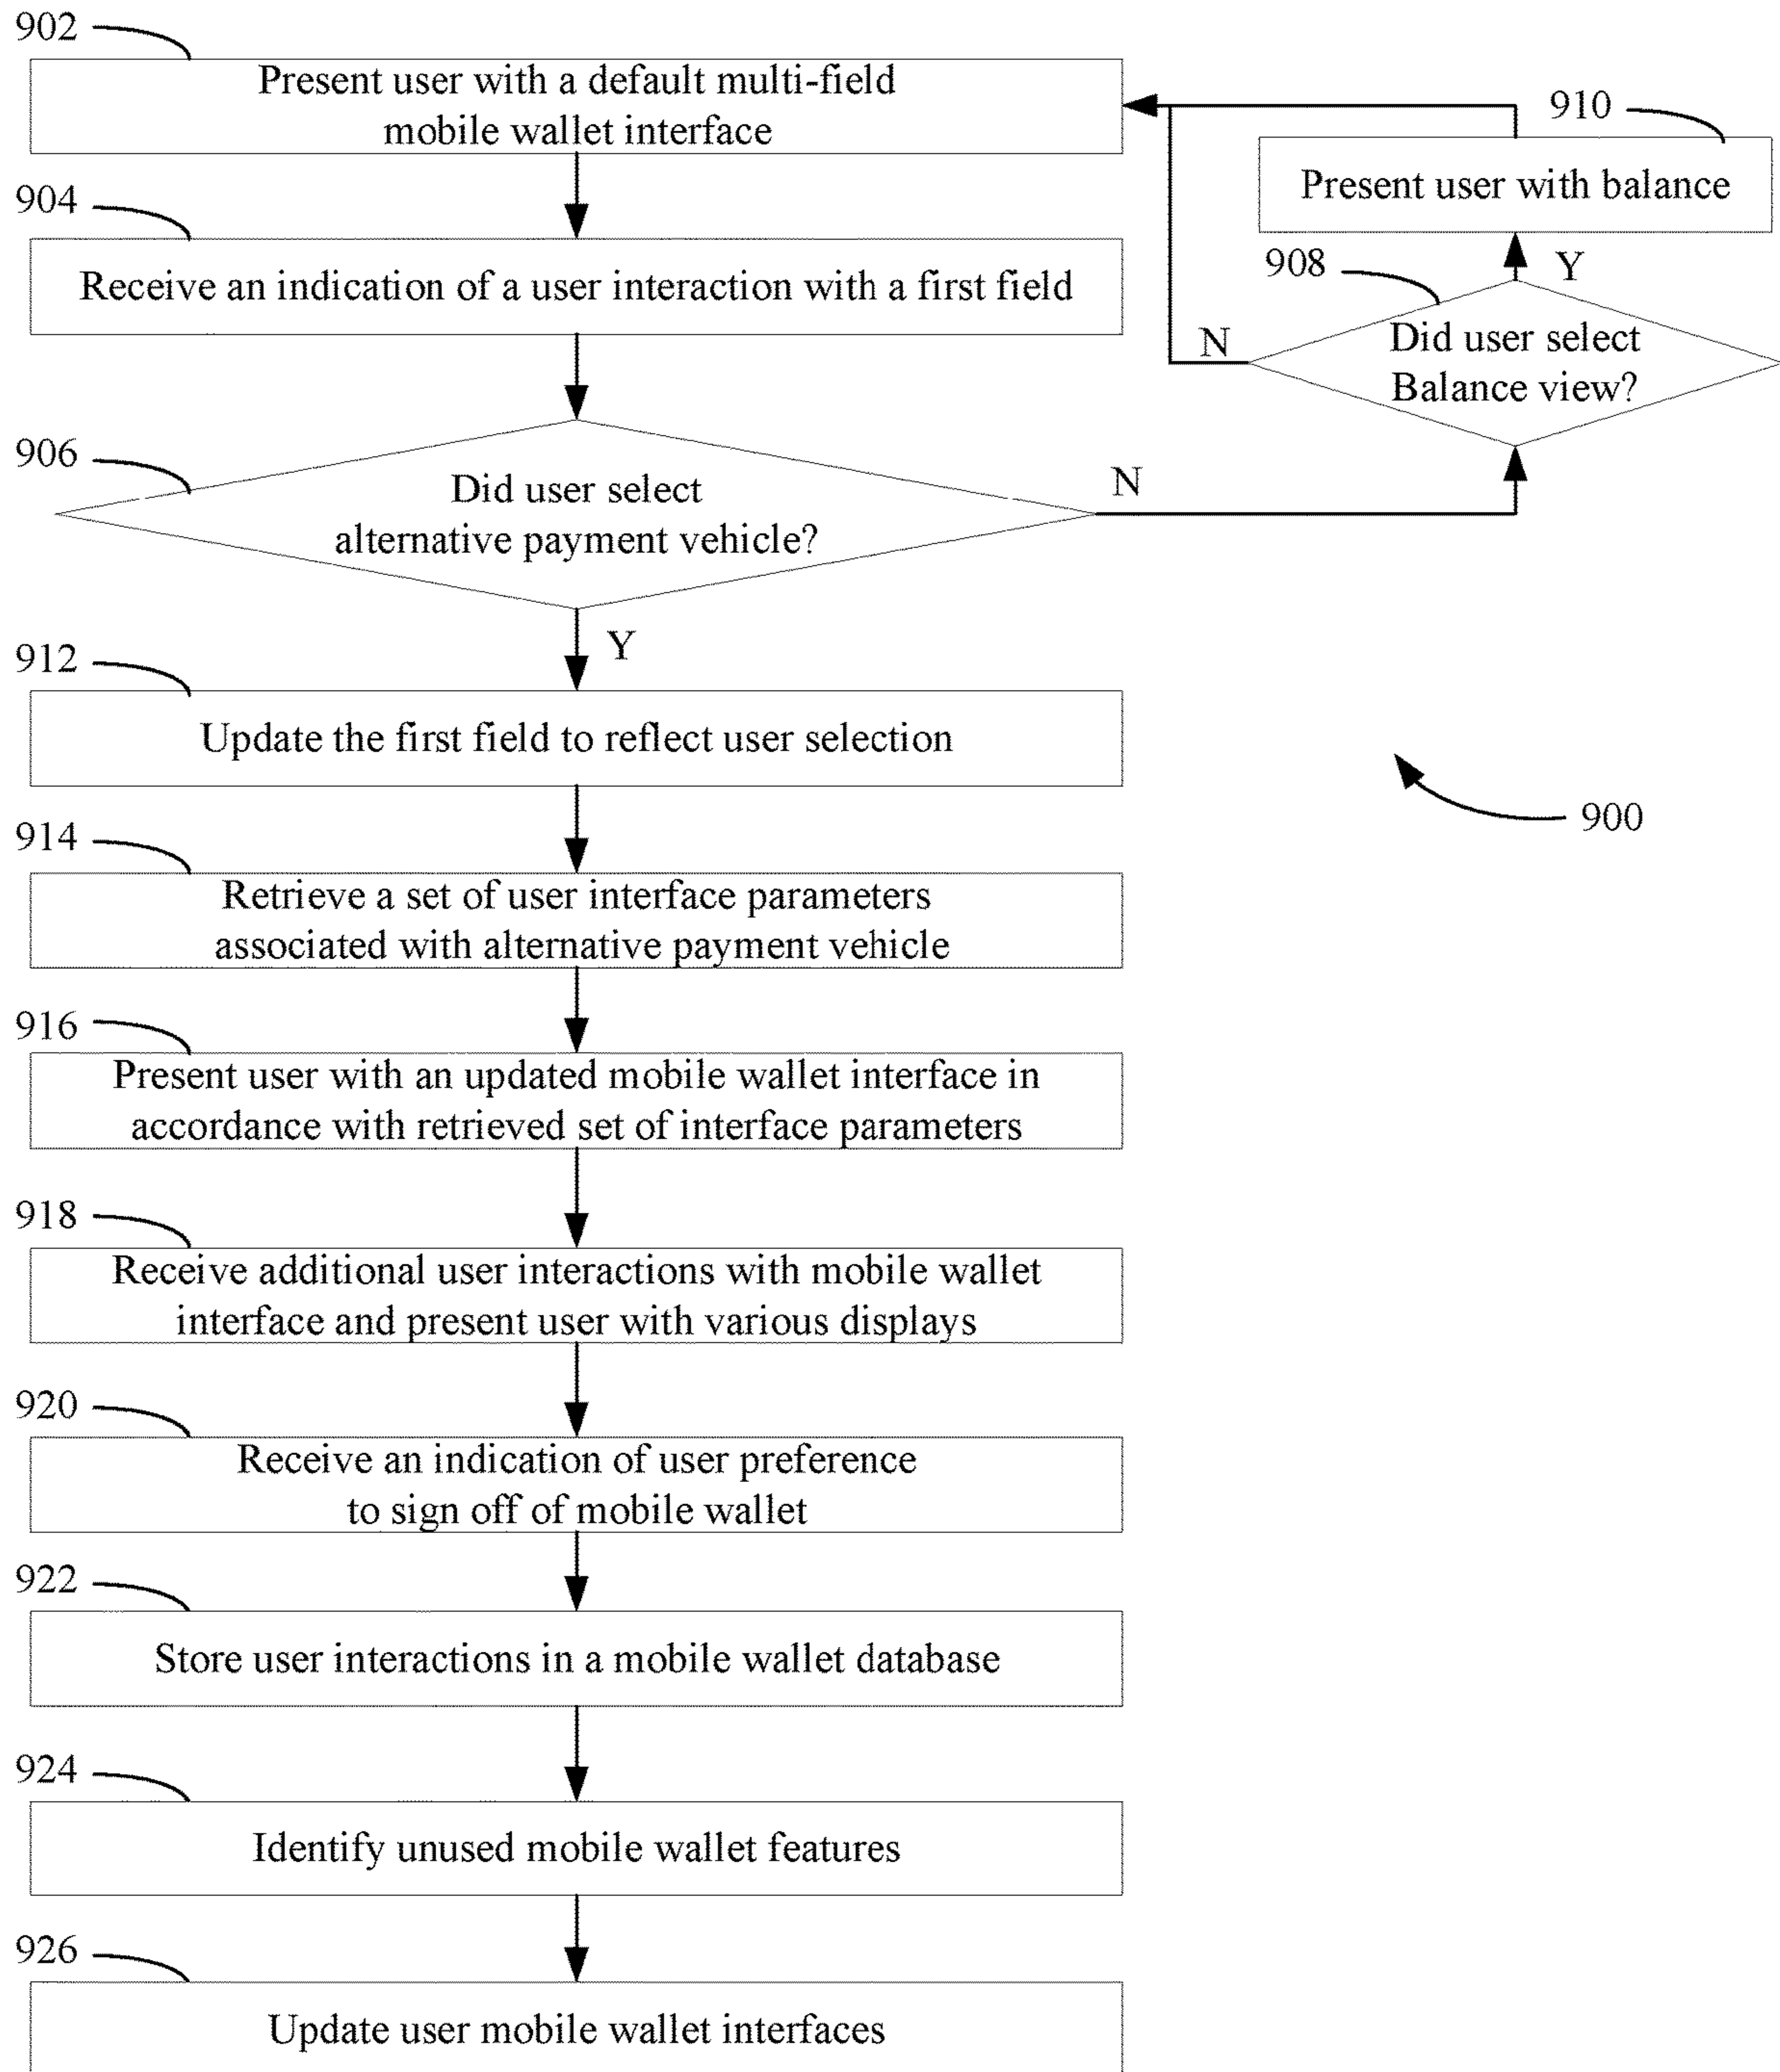 902
Present user with a default multi-field
mobile wallet interface
910
Present user with balance
904
Receive an indication of a user interaction with a first field
908
Y
N
Did user select
Balance view?
906
Did user select
alternative payment vehicle?
N
Y
912
Update the first field to reflect user selection
900
914
Retrieve a set of user interface parameters
associated with alternative payment vehicle
916
Present user with an updated mobile wallet interface in
accordance with retrieved set of interface parameters
918
Receive additional user interactions with mobile wallet
interface and present user with various displays
920
Receive an indication of user preference
to sign off of mobile wallet
922
Store user interactions in a mobile wallet database
924
Identify unused mobile wallet features
926
Update user mobile wallet interfaces